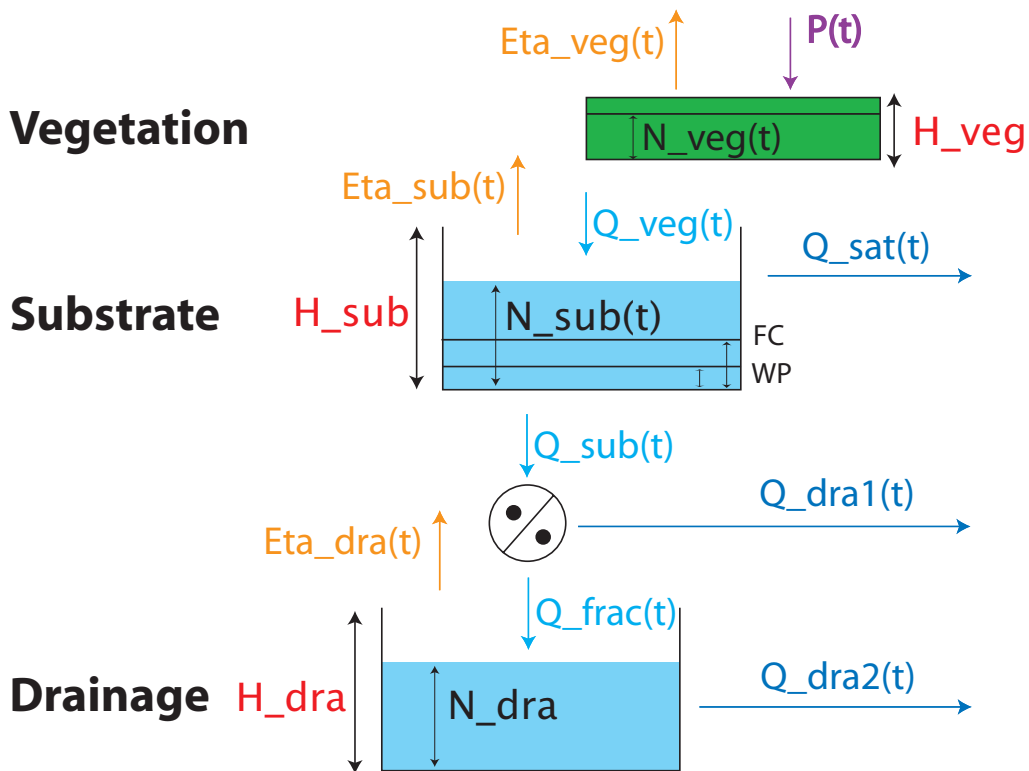 Eta_veg(t)
P(t)
Vegetation
N_veg(t)
H_veg
Eta_sub(t)
Q_veg(t)
Q_sat(t)
Substrate
H_sub
N_sub(t)
FC
WP
Q_sub(t)
Q_dra1(t)
Eta_dra(t)
Q_frac(t)
Drainage
H_dra
N_dra
Q_dra2(t)